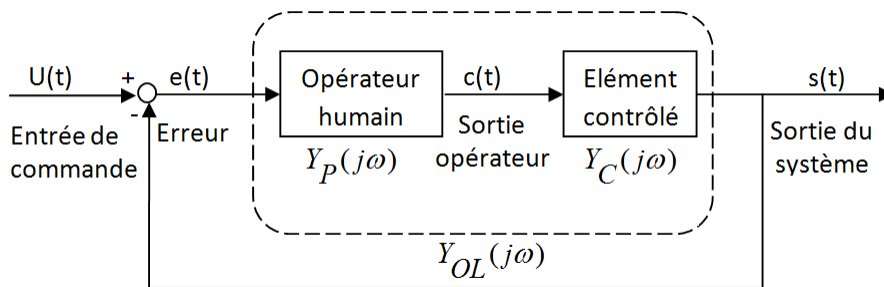 U(t)
+
e(t)
-
Entrée de
commande
Erreur
Opérateur
humain
Y_P(jω)
c(t)
Sortie
opérateur
Elément
contrôlé
Y_C(jω)
s(t)
Sortie du
système
Y_OL(jω)